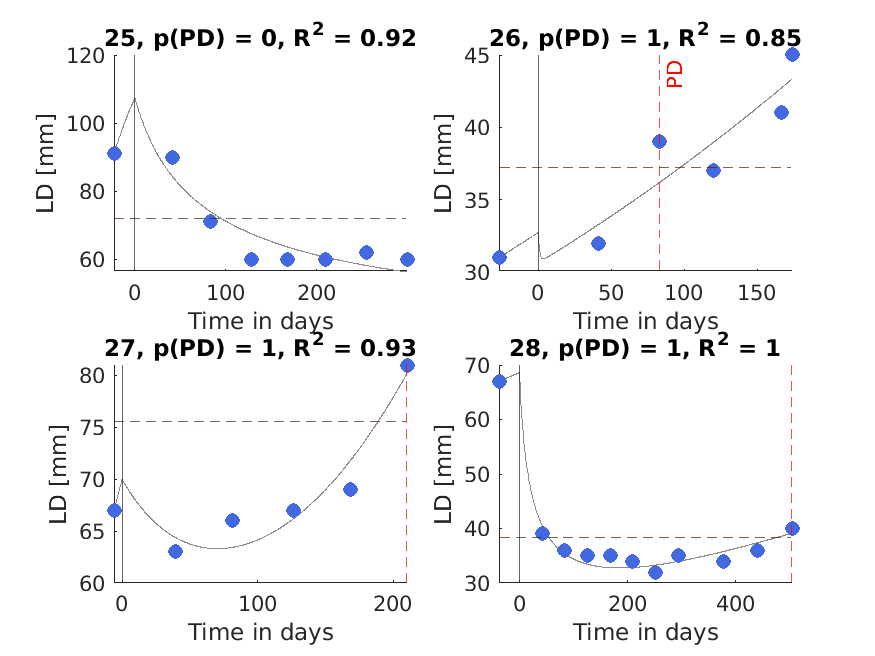 25, p(PD) = 0, R² = 0.92
120
100
80
60
LD [mm]
0
100
200
Time in days
26, p(PD) = 1, R² = 0.85
PD
45
40
35
30
LD [mm]
0
50
100
150
Time in days
27, p(PD) = 1, R² = 0.93
80
75
70
65
60
LD [mm]
0
100
200
Time in days
28, p(PD) = 1, R² = 1
70
60
50
40
30
LD [mm]
0
200
400
Time in days